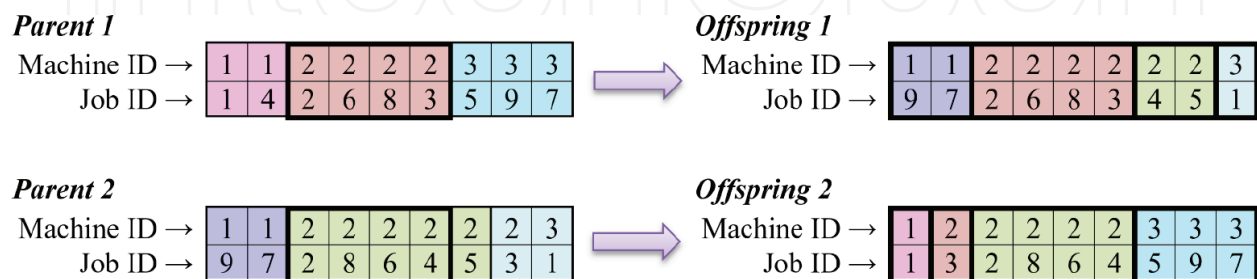 Parent 1
Machine ID → 1 1 2 2 2 2 3 3 3
Job ID → 1 4 2 6 8 3 5 9 7
Offspring 1
Machine ID → 1 1 2 2 2 2 2 2 3
Job ID → 9 7 2 6 8 3 4 5 1
Parent 2
Machine ID → 1 1 2 2 2 2 2 2 3
Job ID → 9 7 2 8 6 4 5 3 1
Offspring 2
Machine ID → 1 2 2 2 2 2 3 3 3
Job ID → 1 3 2 8 6 4 5 9 7